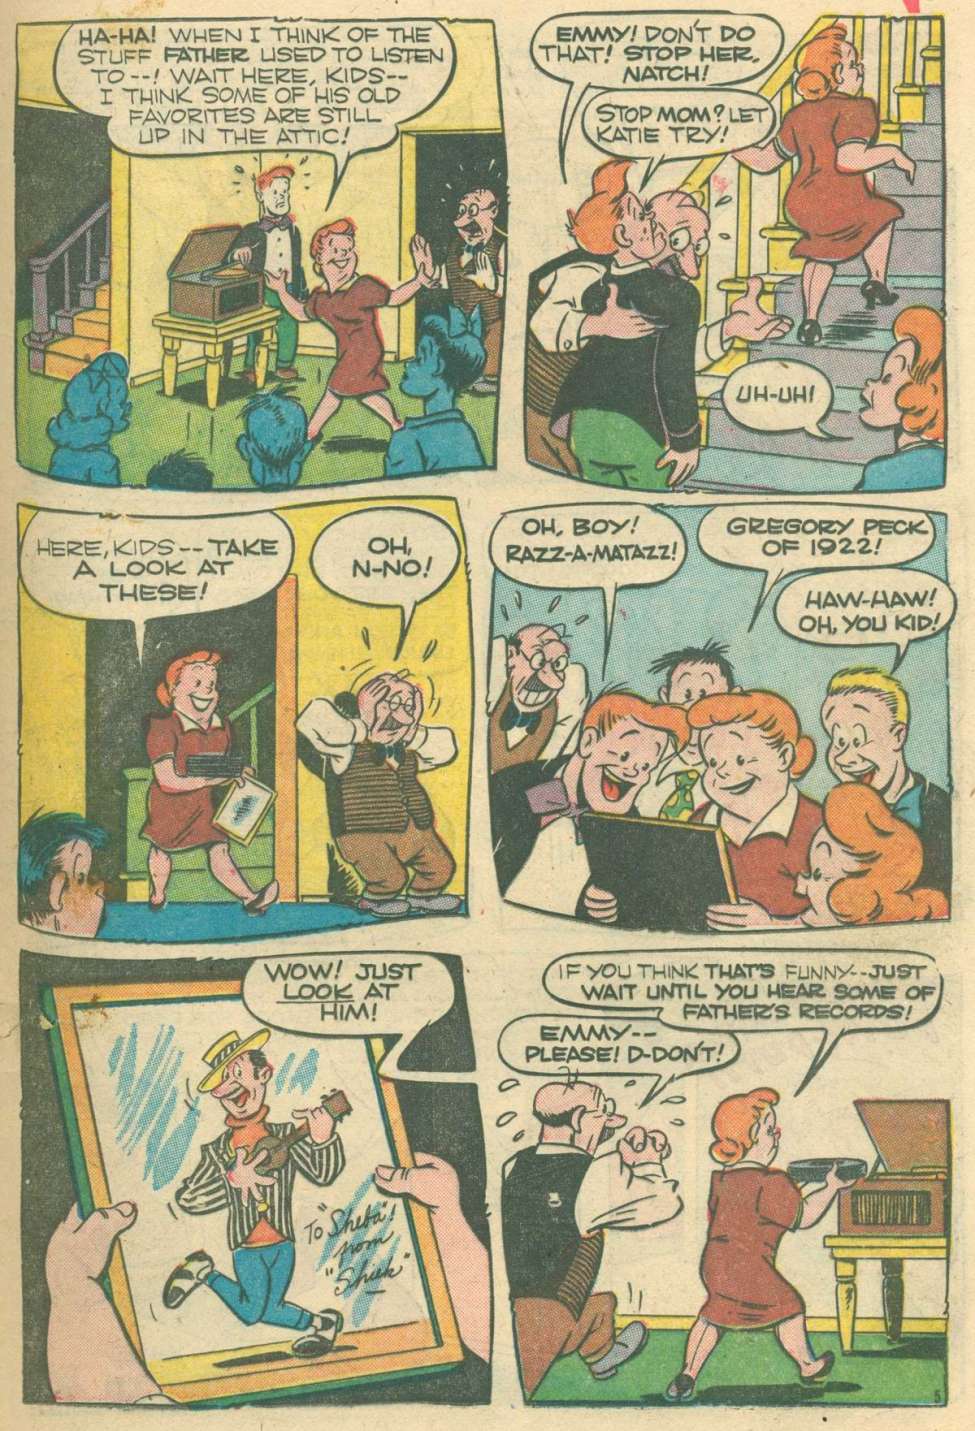 HA-HA! WHEN I THINK OF THE
STUFF FATHER USED TO LISTEN
TO--! WAIT HERE, KIDS--
I THINK SOME OF HIS OLD
FAVORITES ARE STILL
UP IN THE ATTIC!
EMMY! DON'T DO
THAT! STOP HER,
NATCH!
STOP MOM? LET
KATIE TRY!
UH-UH!
HERE, KIDS--TAKE
A LOOK AT
THESE!
OH,
N-NO!
OH, BOY!
RAZZ-A-MATAZZ!
GREGORY PECK
OF 1922!
HAW-HAW!
OH, YOU KID!
WOW! JUST
LOOK AT
HIM!
TO "Sheba"!
from
"Shiek"
IF YOU THINK THAT'S FUNNY--JUST
WAIT UNTIL YOU HEAR SOME OF
FATHER'S RECORDS!
EMMY--
PLEASE! D-DON'T!
5